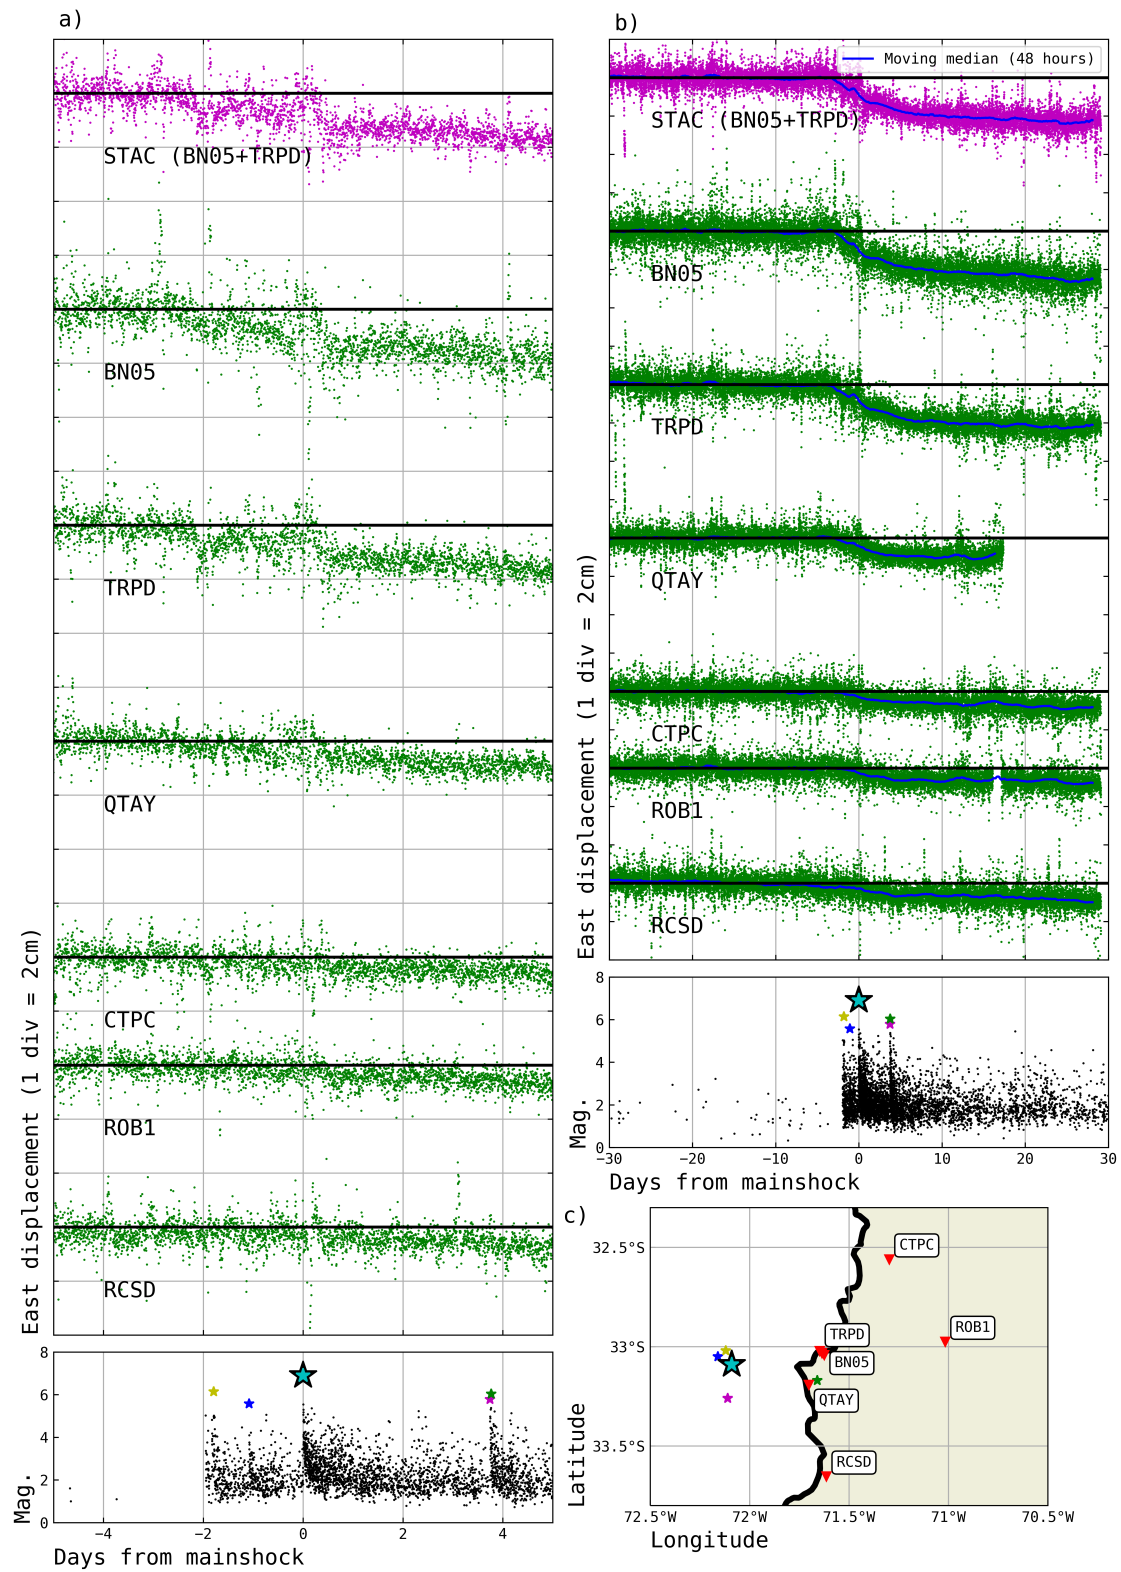 a)
STAC (BN05+TRPD)
BN05
TRPD
QTAY
CTPC
ROB1
RCSD
East displacement (1 div = 2cm)
8
6
4
2
0
Mag.
−4
−2
0
2
4
Days from mainshock
b)
Moving median (48 hours)
STAC (BN05+TRPD)
BN05
TRPD
QTAY
CTPC
ROB1
RCSD
East displacement (1 div = 2cm)
8
6
4
2
0
Mag.
−30
−20
−10
0
10
20
30
Days from mainshock
c)
32.5°S
33°S
33.5°S
Latitude
CTPC
ROB1
TRPD
BN05
QTAY
RCSD
72.5°W
72°W
71.5°W
71°W
70.5°W
Longitude